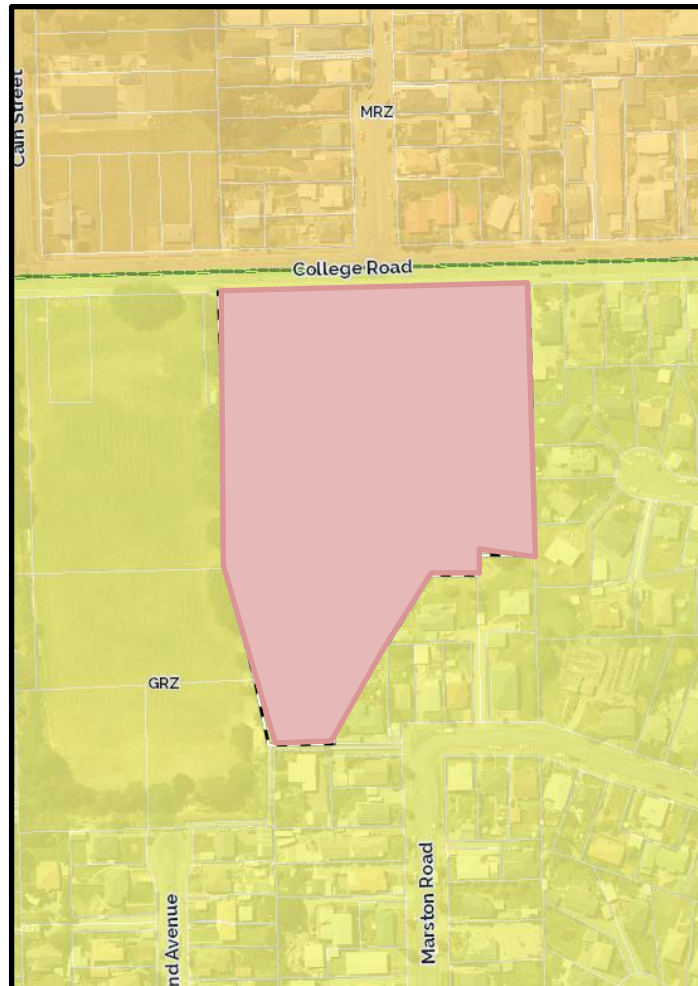 MRZ
Cain Street
College Road
GRZ
Marston Road
nd Avenue